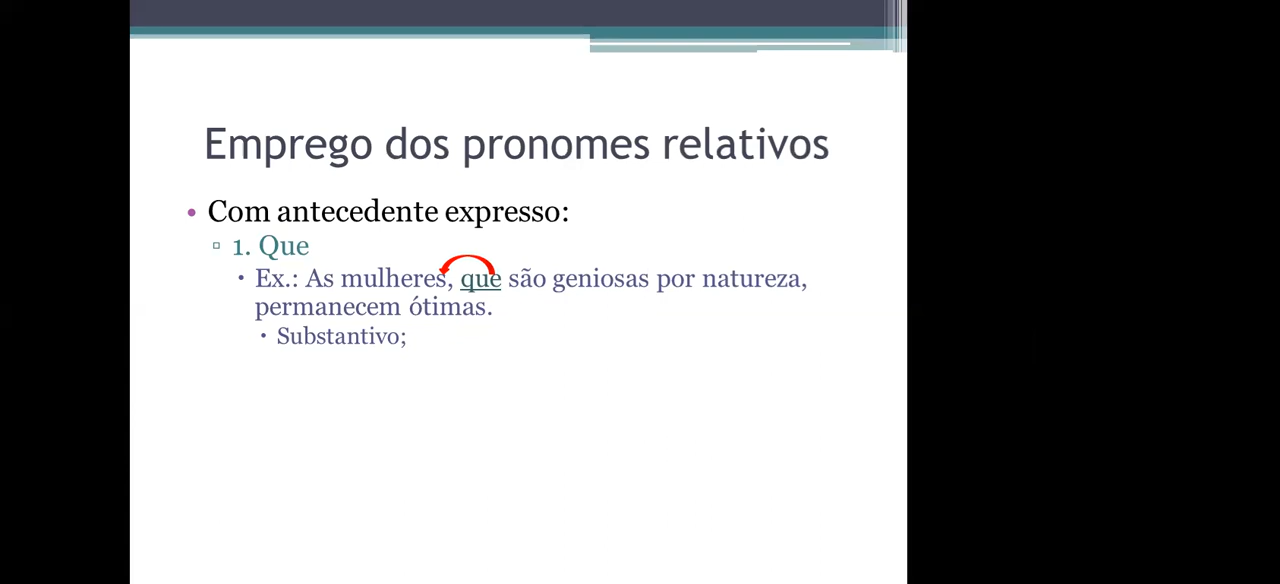 Emprego dos pronomes relativos
• Com antecedente expresso:
▫ 1. Que
▪ Ex.: As mulheres, que são geniosas por natureza,
permanecem ótimas.
▪ Substantivo;